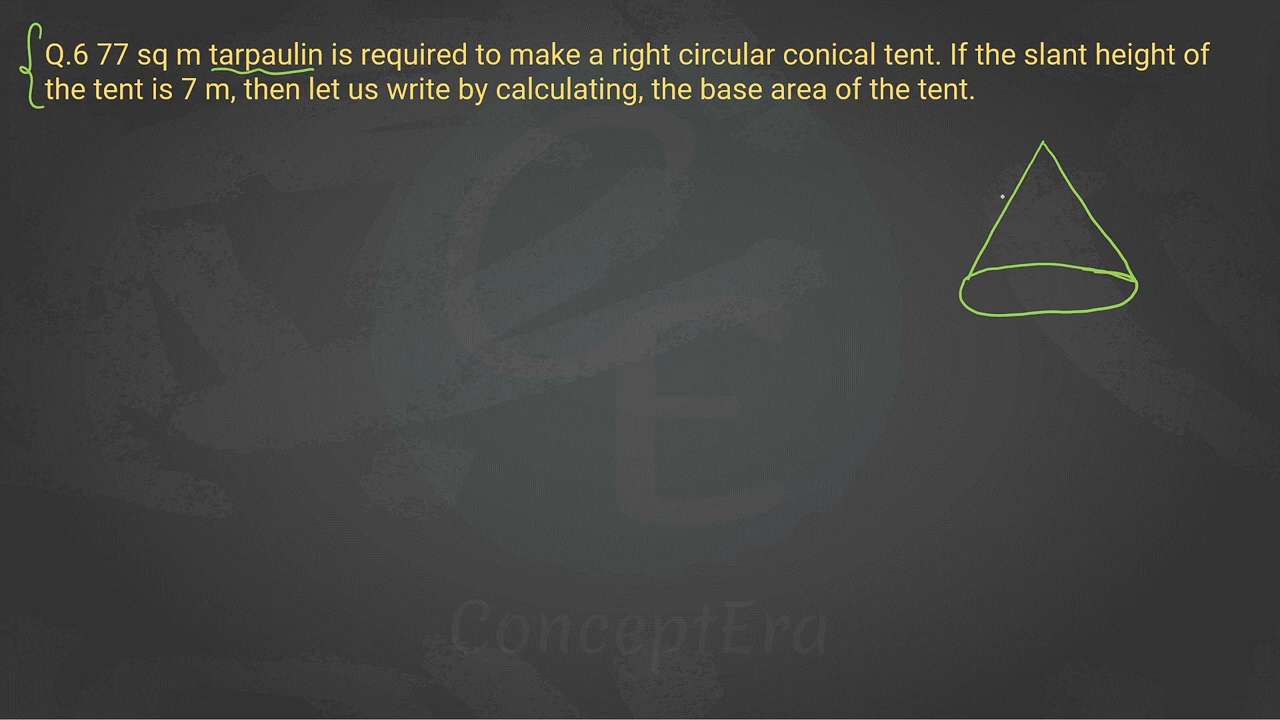 Q.6 77 sq m tarpaulin is required to make a right circular conical tent. If the slant height of
the tent is 7 m, then let us write by calculating, the base area of the tent.
ConceptEra